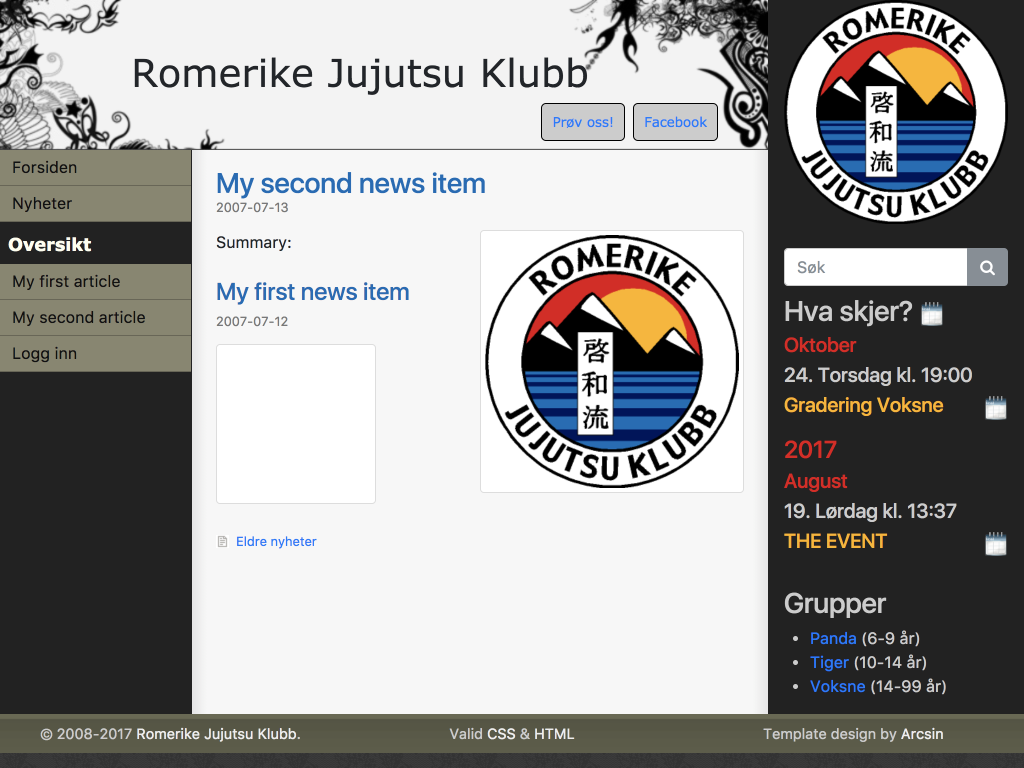 Romerike Jujutsu Klubb
Prøv oss!
Facebook
Forsiden
Nyheter
Oversikt
My first article
My second article
Logg inn
My second news item
2007-07-13
Summary:
My first news item
2007-07-12
Eldre nyheter
ROMERIKE
啓和流
JUJUTSU KLUBB
ROMERIKE
啓和流
JUJUTSU KLUBB
Søk
Hva skjer?
Oktober
24. Torsdag kl. 19:00
Gradering Voksne
2017
August
19. Lørdag kl. 13:37
THE EVENT
Grupper
• Panda (6-9 år)
• Tiger (10-14 år)
• Voksne (14-99 år)
© 2008-2017 Romerike Jujutsu Klubb.
Valid CSS & HTML
Template design by Arcsin